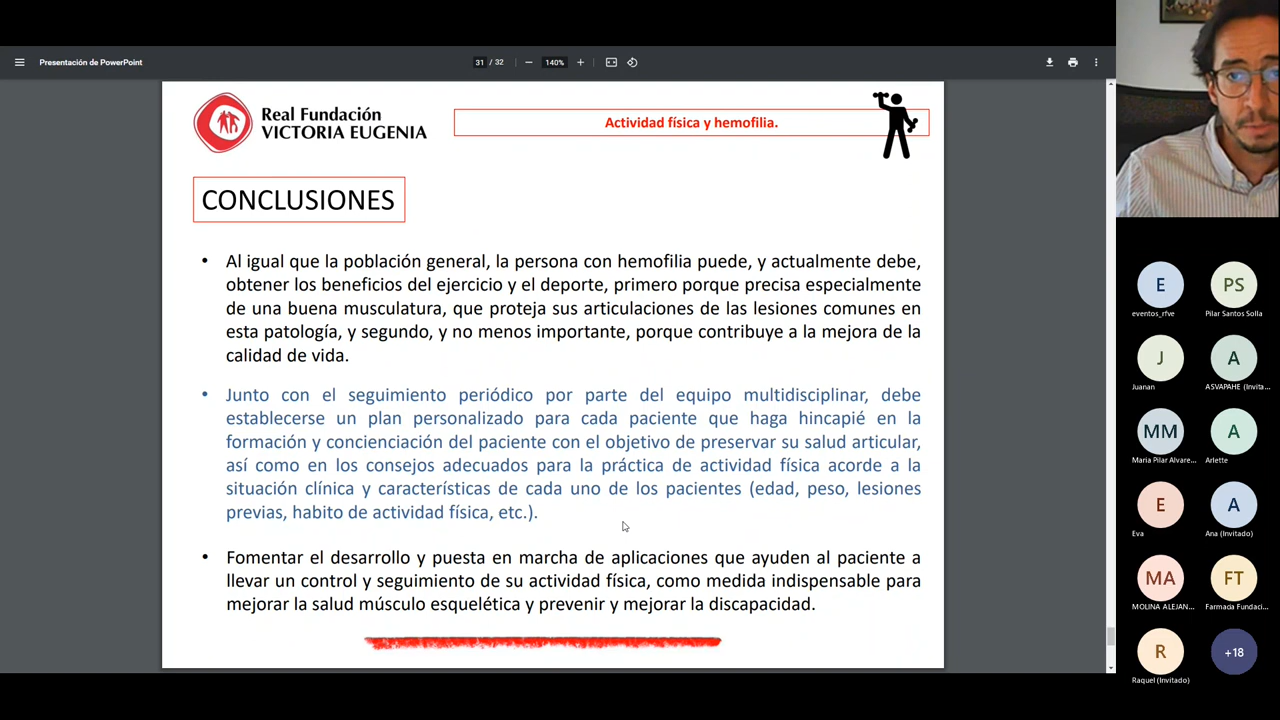 Presentación de PowerPoint
31 / 32
140%
Real Fundación
VICTORIA EUGENIA
Actividad física y hemofilia.
CONCLUSIONES
• Al igual que la población general, la persona con hemofilia puede, y actualmente debe,
obtener los beneficios del ejercicio y el deporte, primero porque precisa especialmente
de una buena musculatura, que proteja sus articulaciones de las lesiones comunes en
esta patología, y segundo, y no menos importante, porque contribuye a la mejora de la
calidad de vida.
• Junto con el seguimiento periódico por parte del equipo multidisciplinar, debe
establecerse un plan personalizado para cada paciente que haga hincapié en la
formación y concienciación del paciente con el objetivo de preservar su salud articular,
así como en los consejos adecuados para la práctica de actividad física acorde a la
situación clínica y características de cada uno de los pacientes (edad, peso, lesiones
previas, habito de actividad física, etc.).
• Fomentar el desarrollo y puesta en marcha de aplicaciones que ayuden al paciente a
llevar un control y seguimiento de su actividad física, como medida indispensable para
mejorar la salud músculo esquelética y prevenir y mejorar la discapacidad.
E
eventos_rfve
PS
Pilar Santos Solla
J
Juanan
A
ASVAPAHE (Invita...
MM
Maria Pilar Alvare...
A
Arlette
E
Eva
A
Ana (Invitado)
MA
MOLINA ALEJAN...
FT
Farmacia Fundaci...
R
Raquel (Invitado)
+18